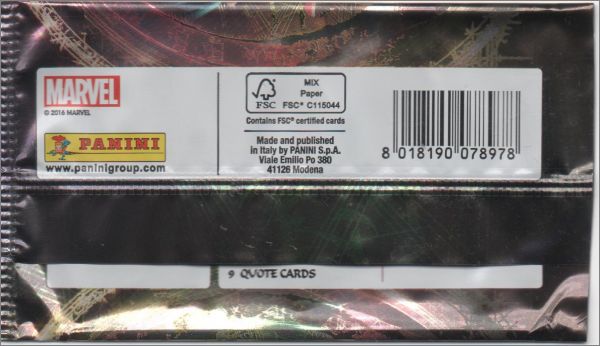 MARVEL
© 2016 MARVEL
PANINI
www.paninigroup.com
FSC
MIX
Paper
FSC® C115044
Contains FSC® certified cards
Made and published
in Italy by PANINI S.p.A.
Viale Emilio Po 380
41126 Modena
8 018190 078978
9 QUOTE CARDS